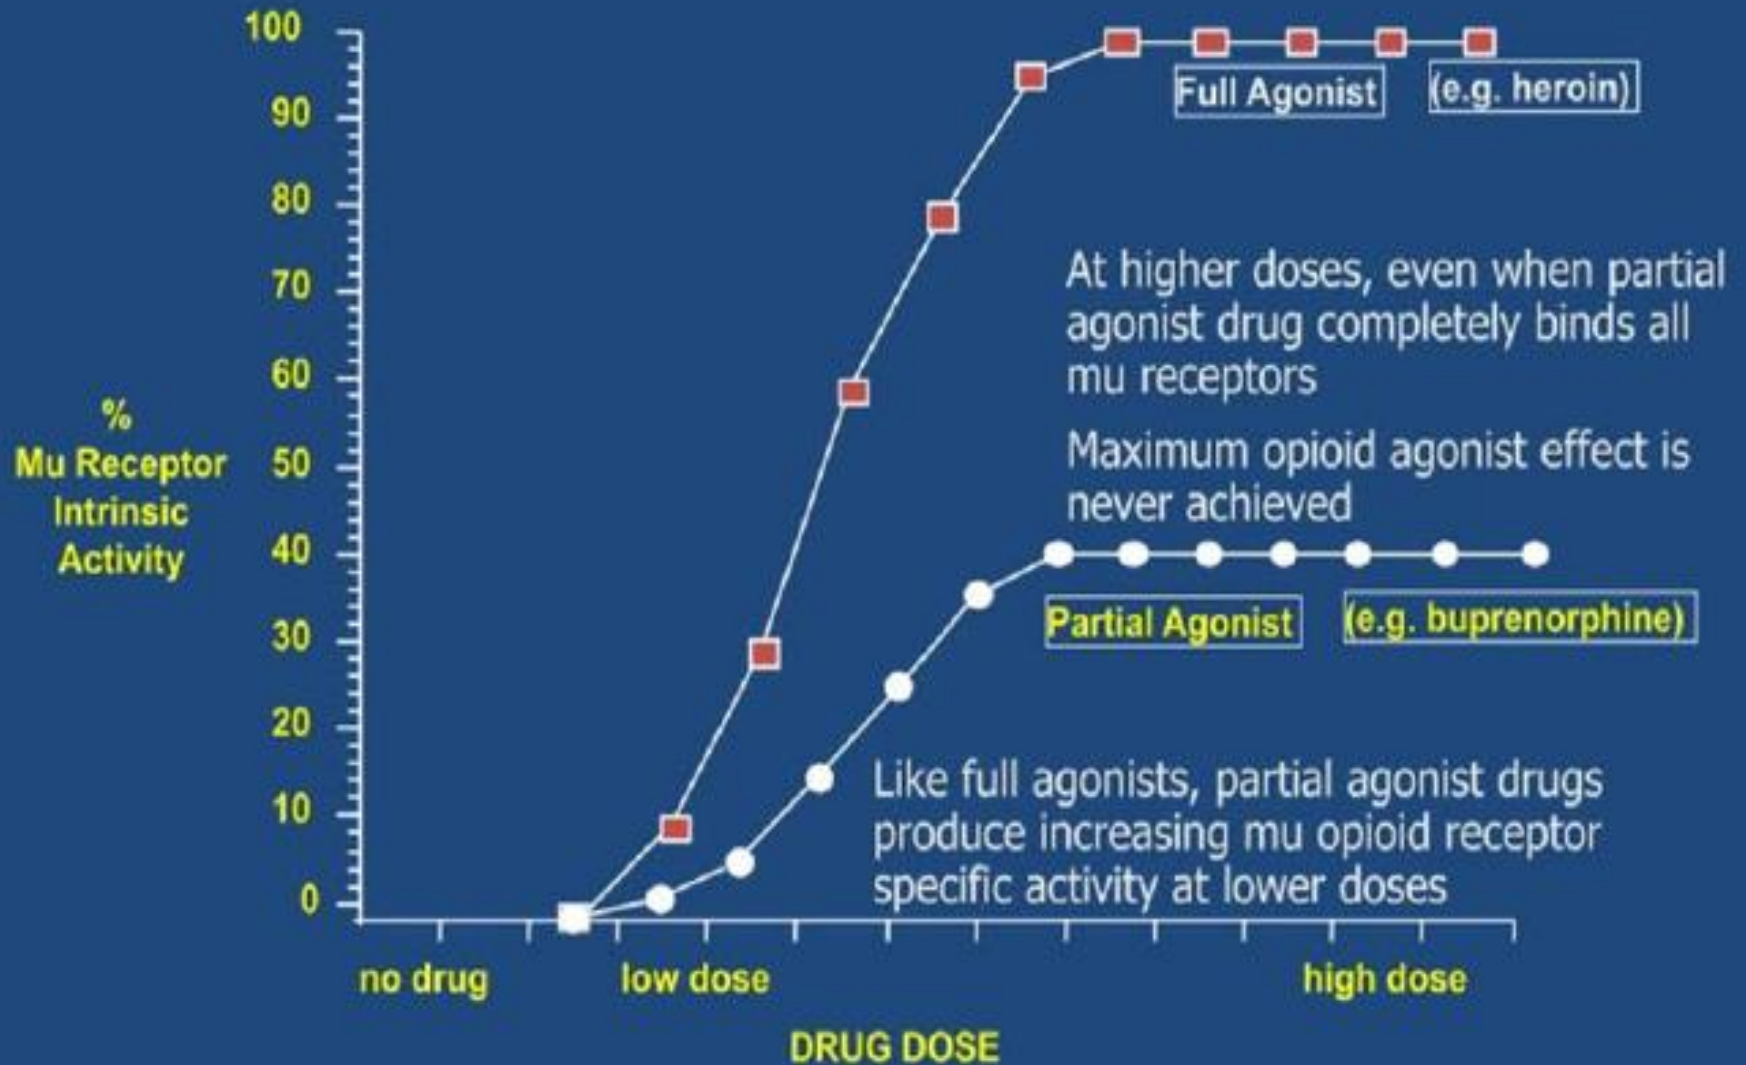 100
90
80
70
60
50
40
30
20
10
0
%
Mu Receptor
Intrinsic
Activity
Full Agonist
(e.g. heroin)
At higher doses, even when partial
agonist drug completely binds all
mu receptors
Maximum opioid agonist effect is
never achieved
Partial Agonist
(e.g. buprenorphine)
Like full agonists, partial agonist drugs
produce increasing mu opioid receptor
specific activity at lower doses
no drug
low dose
high dose
DRUG DOSE